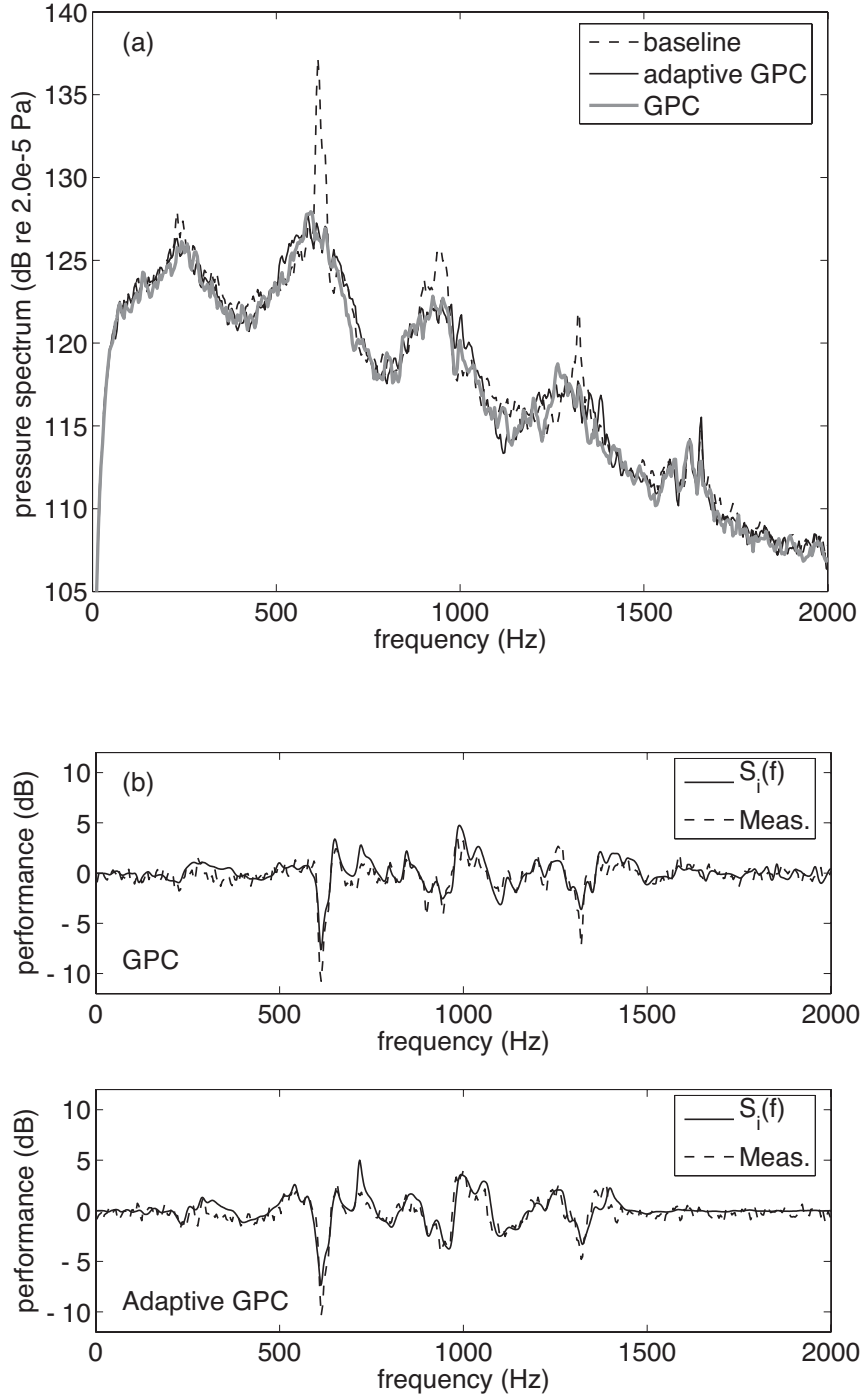 140
135
130
125
120
115
110
105
pressure spectrum (dB re 2.0e-5 Pa)
(a)
baseline
adaptive GPC
GPC
0 500 1000 1500 2000
frequency (Hz)
10
5
0
- 5
- 10
performance (dB)
(b)
S_i(f)
Meas.
GPC
0 500 1000 1500 2000
frequency (Hz)
10
5
0
- 5
- 10
performance (dB)
S_i(f)
Meas.
Adaptive GPC
0 500 1000 1500 2000
frequency (Hz)